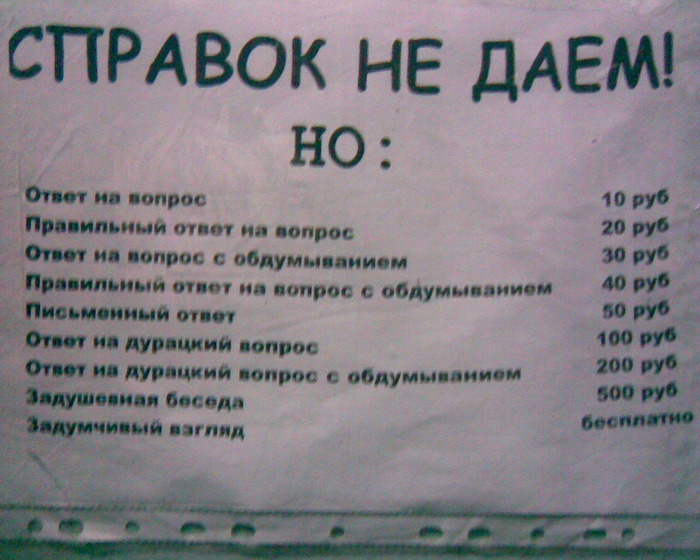 СПРАВОК НЕ ДАЕМ!
НО:
Ответ на вопрос 10 руб
Правильный ответ на вопрос 20 руб
Ответ на вопрос с обдумыванием 30 руб
Правильный ответ на вопрос с обдумыванием 40 руб
Письменный ответ 50 руб
Ответ на дурацкий вопрос 100 руб
Ответ на дурацкий вопрос с обдумыванием 200 руб
Задушевная беседа 500 руб
Задумчивый взгляд бесплатно